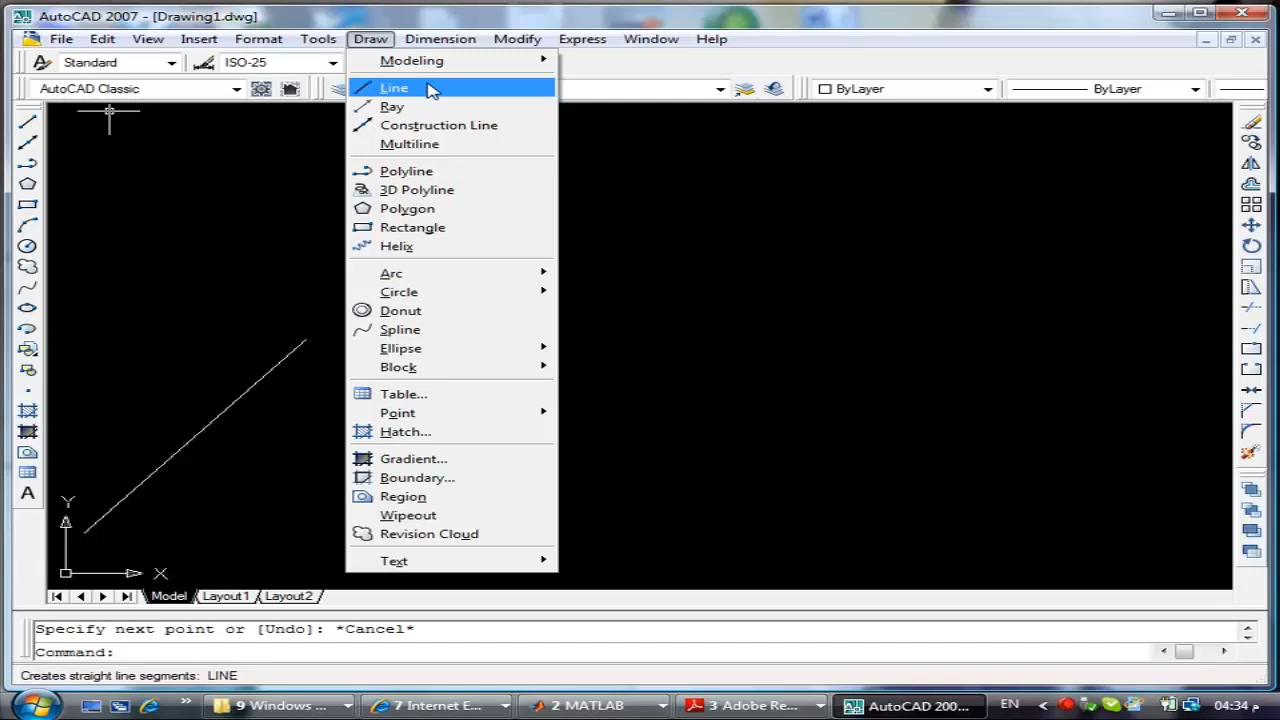 AutoCAD 2007 - [Drawing1.dwg]
File Edit View Insert Format Tools Draw Dimension Modify Express Window Help
Standard ISO-25
AutoCAD Classic ByLayer ByLayer
Modeling
Line
Ray
Construction Line
Multiline
Polyline
3D Polyline
Polygon
Rectangle
Helix
Arc
Circle
Donut
Spline
Ellipse
Block
Table...
Point
Hatch...
Gradient...
Boundary...
Region
Wipeout
Revision Cloud
Text
A
Y
X
Model Layout1 Layout2
Specify next point or [Undo]: *Cancel*
Command:
Creates straight line segments: LINE
9 Windows ... 7 Internet E... 2 MATLAB 3 Adobe Re... AutoCAD 200... EN 04:34 م